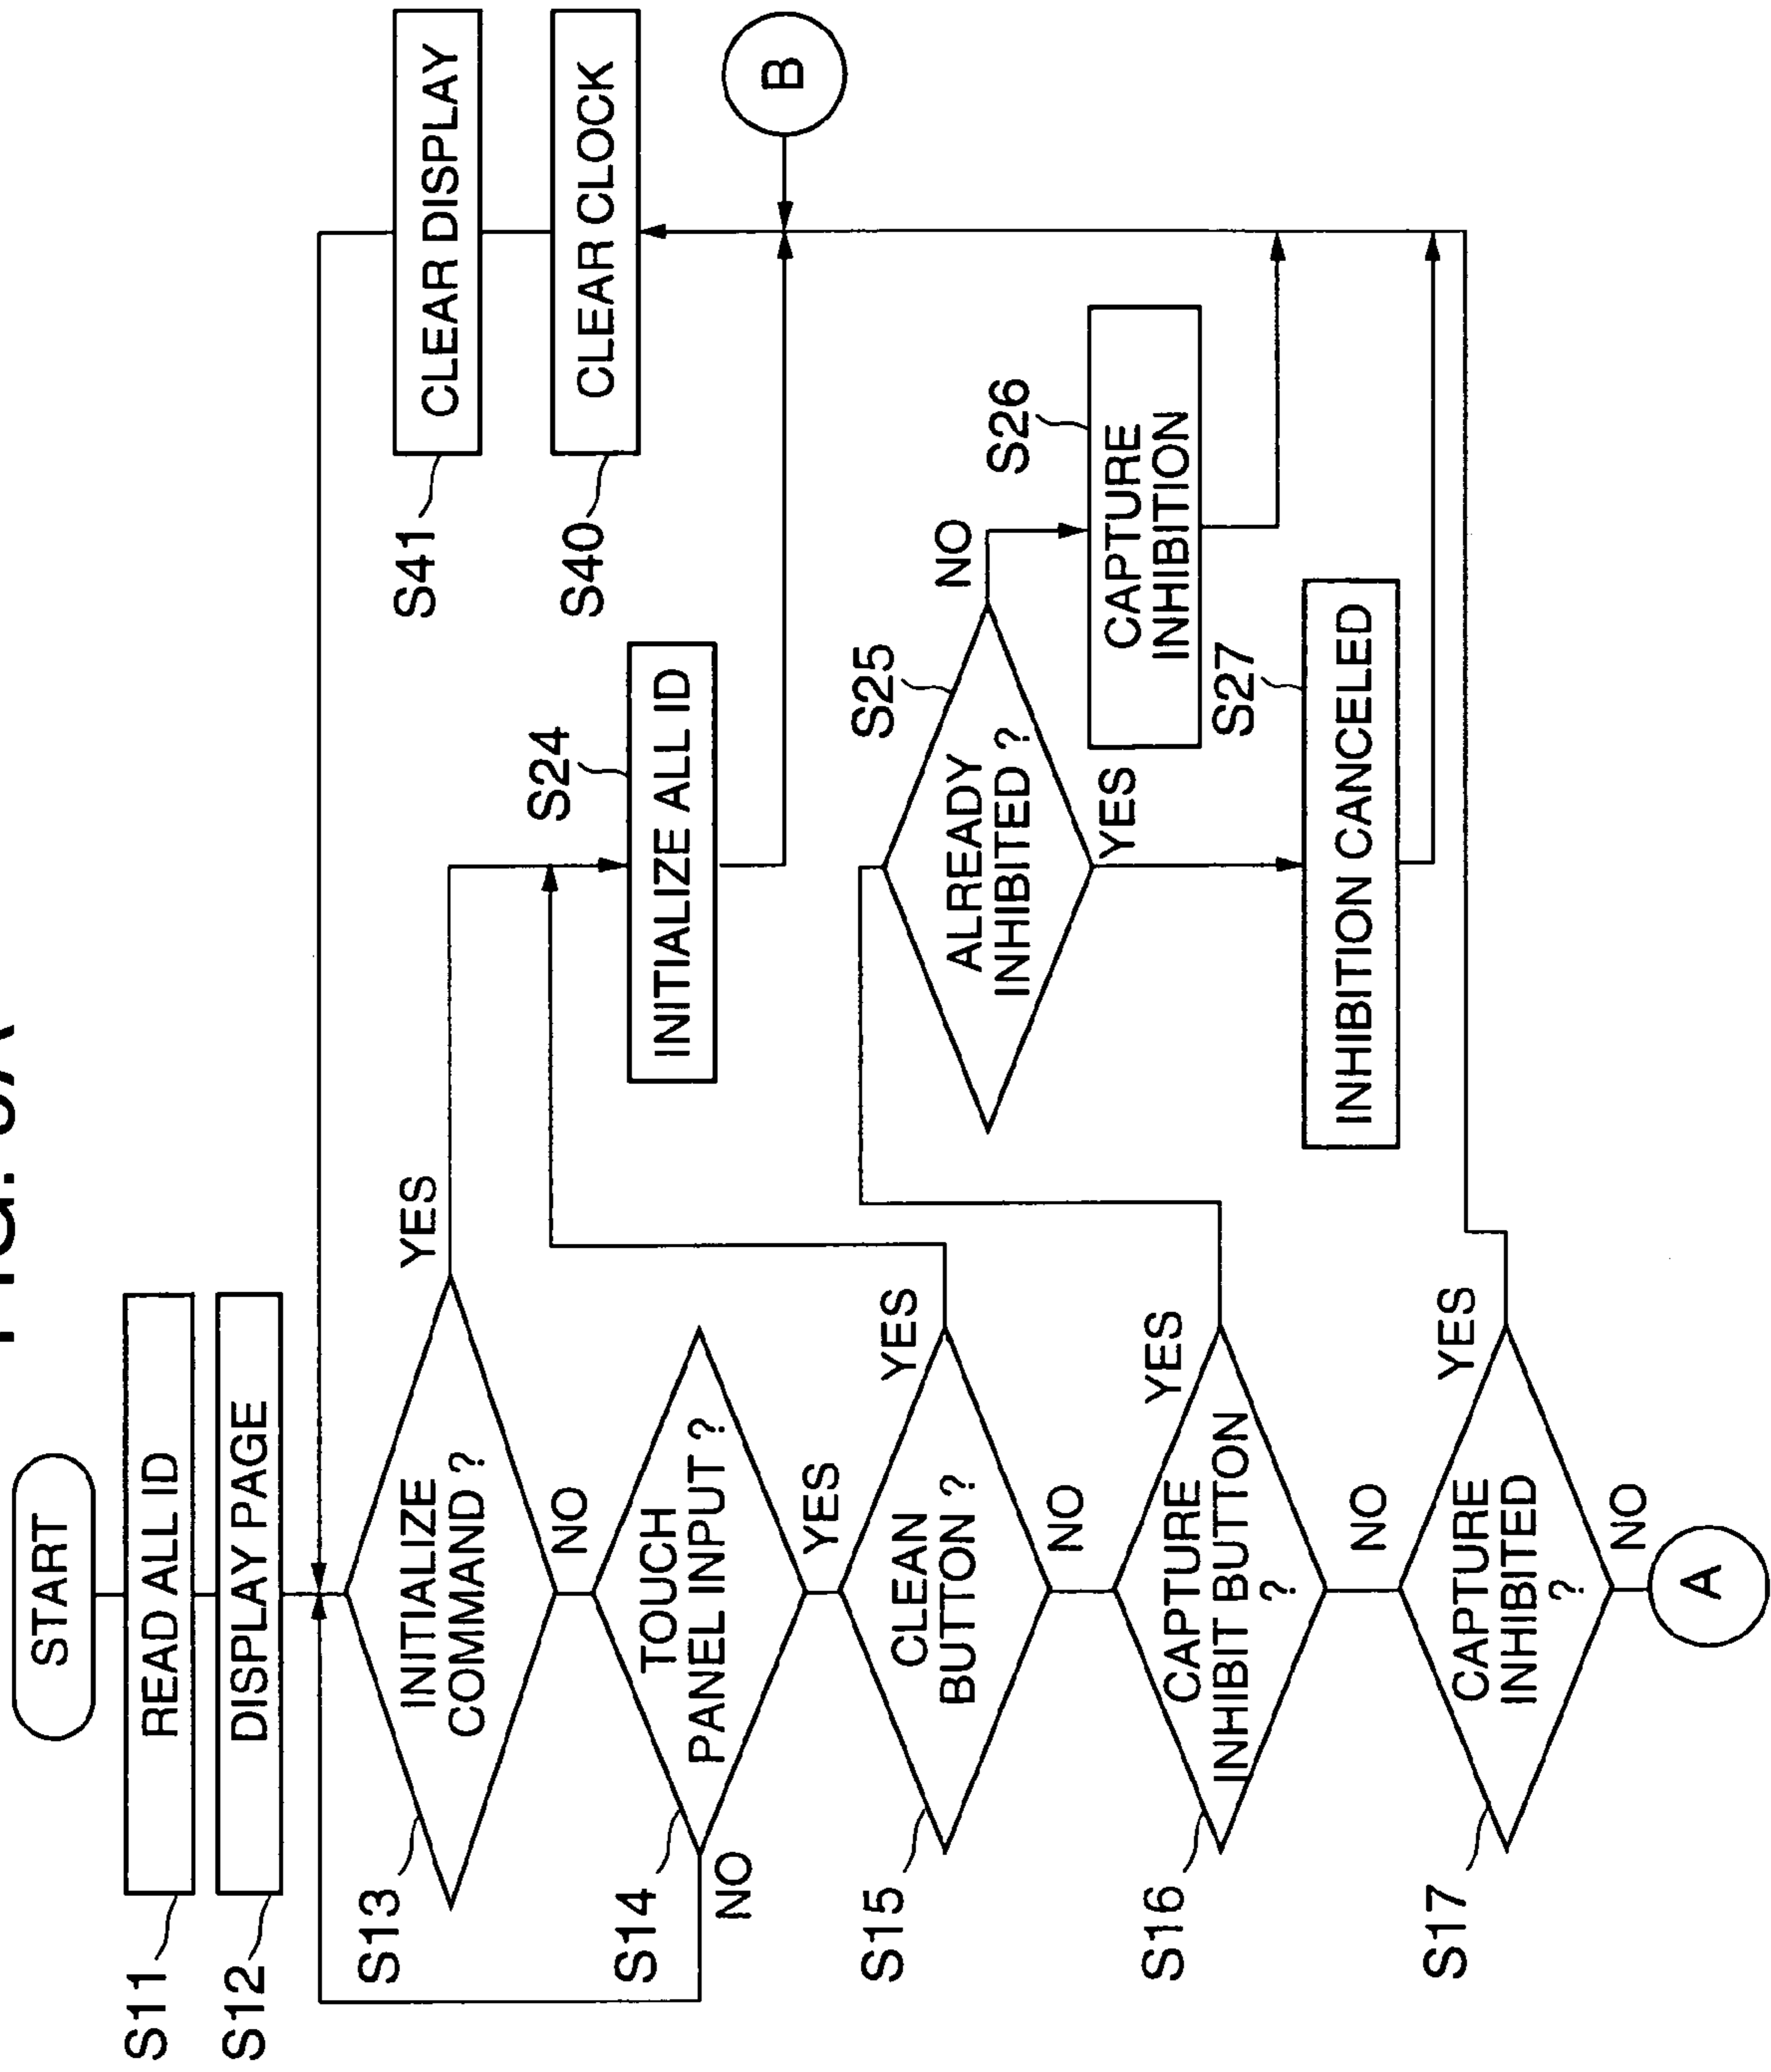 START
S11
READ ALL ID
S12
DISPLAY PAGE
S13
INITIALIZE
COMMAND ?
YES
NO
S14
TOUCH
PANEL INPUT ?
NO
YES
S15
CLEAN
BUTTON ?
YES
NO
S16
CAPTURE
INHIBIT BUTTON
?
YES
NO
S17
CAPTURE
INHIBITED
?
YES
NO
A
S24
INITIALIZE ALL ID
S25
ALREADY
INHIBITED ?
NO
YES
S26
CAPTURE
INHIBITION
S27
INHIBITION CANCELED
S41
CLEAR DISPLAY
S40
CLEAR CLOCK
B